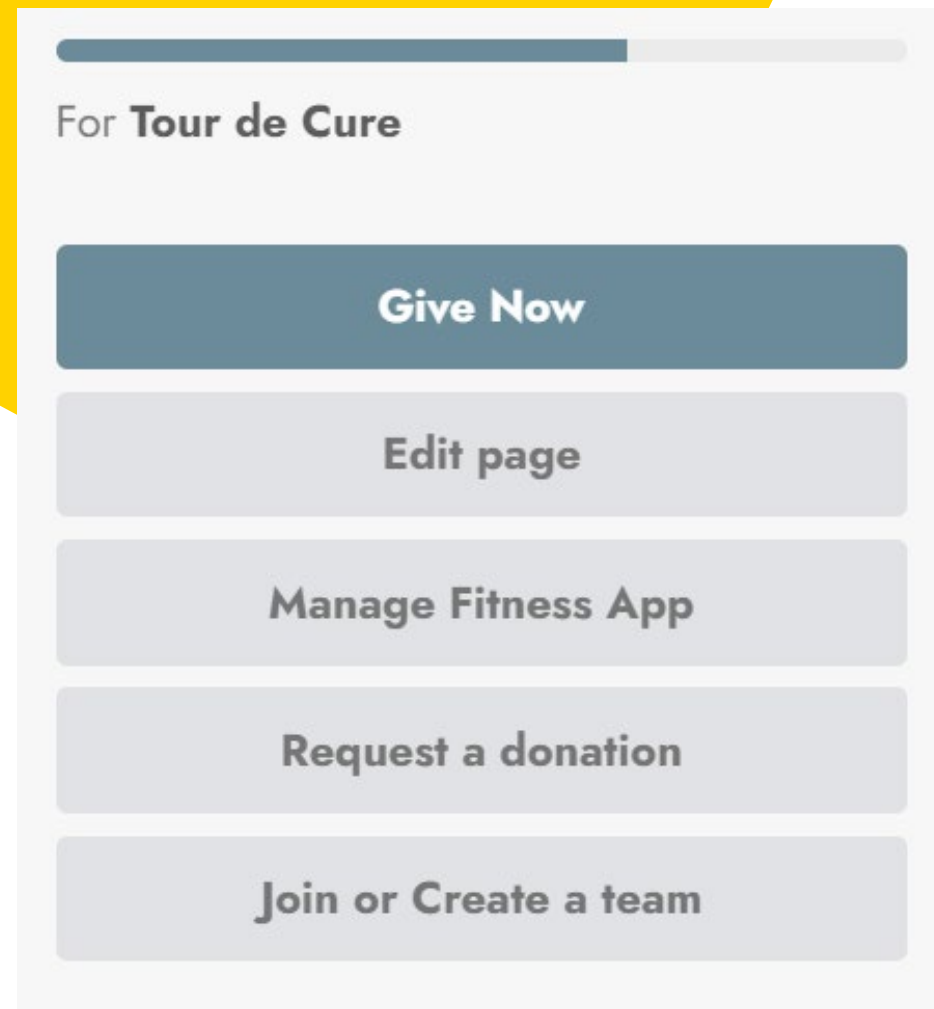 For Tour de Cure
Give Now
Edit page
Manage Fitness App
Request a donation
Join or Create a team